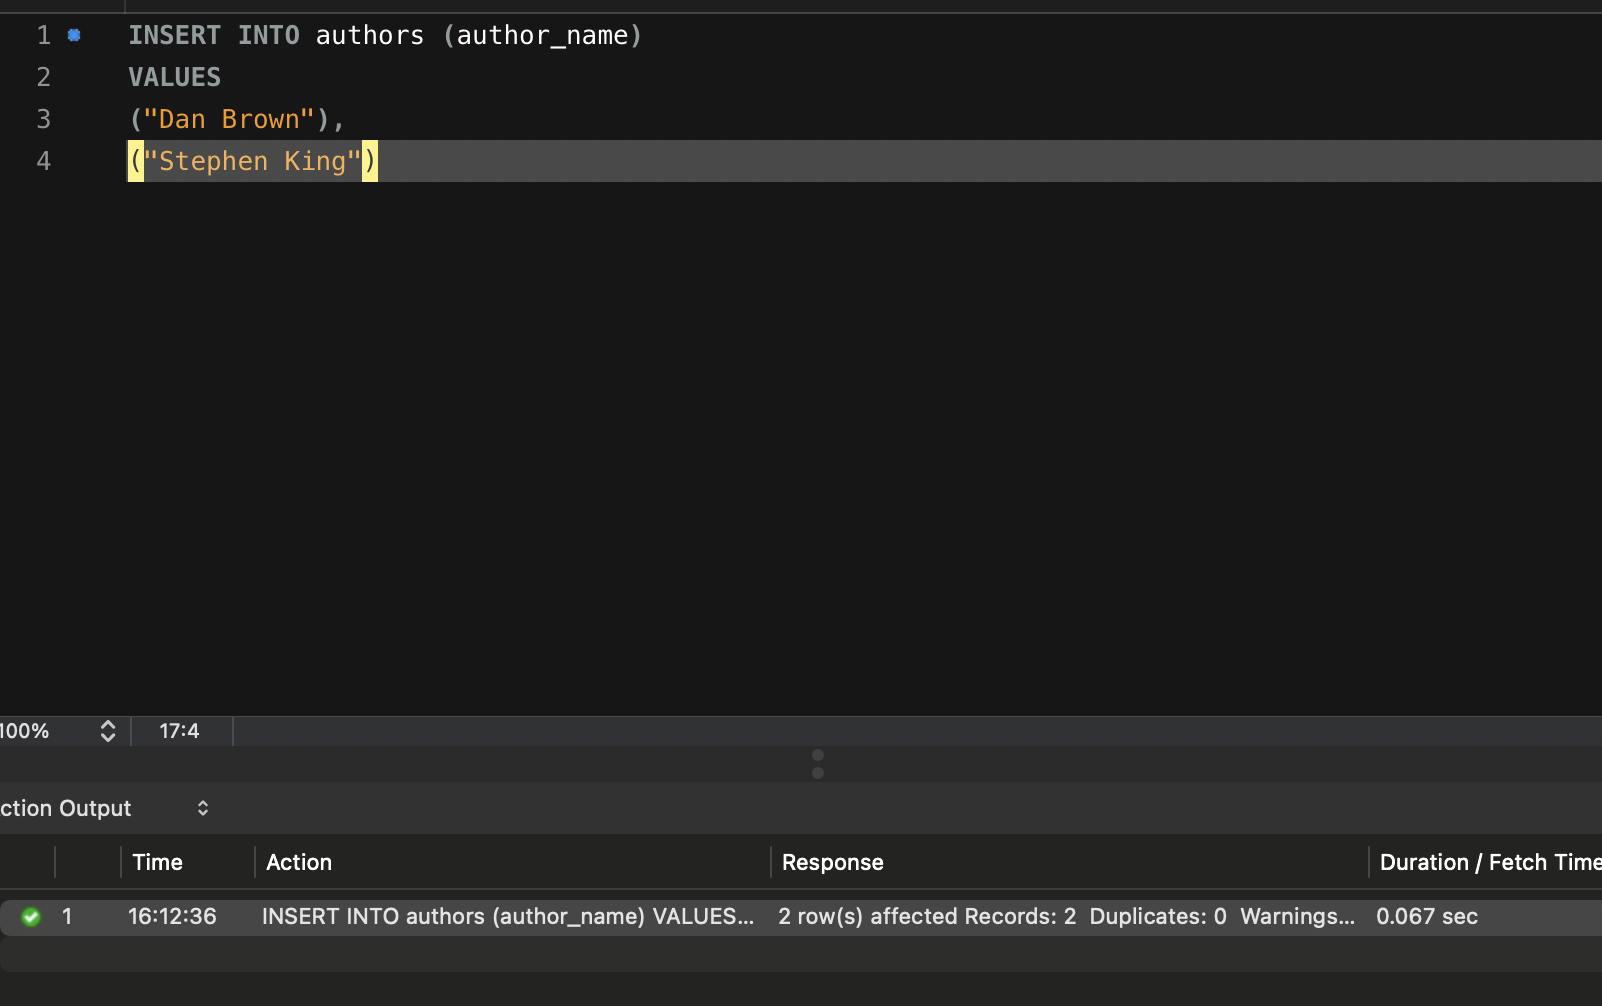 1 INSERT INTO authors (author_name)
2 VALUES
3 ("Dan Brown"),
4 ("Stephen King")
100% 17:4
ction Output
Time Action Response Duration / Fetch Time
1 16:12:36 INSERT INTO authors (author_name) VALUES... 2 row(s) affected Records: 2 Duplicates: 0 Warnings... 0.067 sec